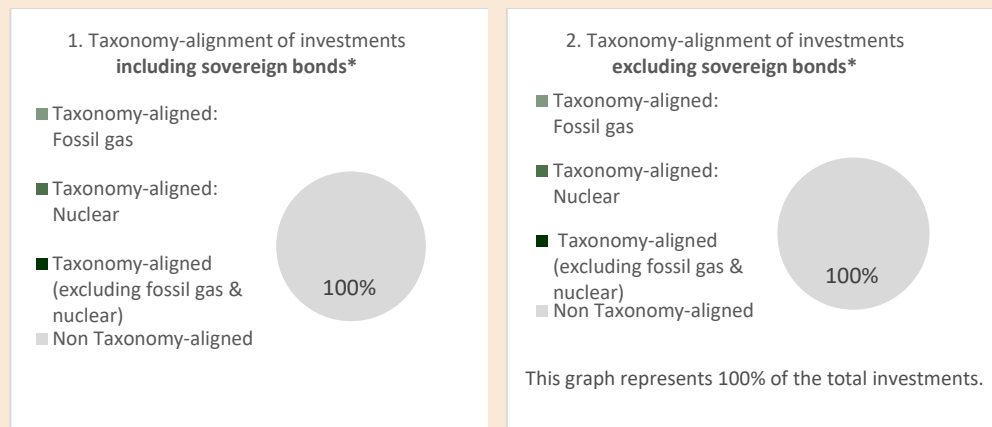 1. Taxonomy-alignment of investments
including sovereign bonds*
Taxonomy-aligned:
Fossil gas
Taxonomy-aligned:
Nuclear
Taxonomy-aligned
(excluding fossil gas &
nuclear)
Non Taxonomy-aligned
100%
2. Taxonomy-alignment of investments
excluding sovereign bonds*
Taxonomy-aligned:
Fossil gas
Taxonomy-aligned:
Nuclear
Taxonomy-aligned
(excluding fossil gas &
nuclear)
Non Taxonomy-aligned
100%
This graph represents 100% of the total investments.